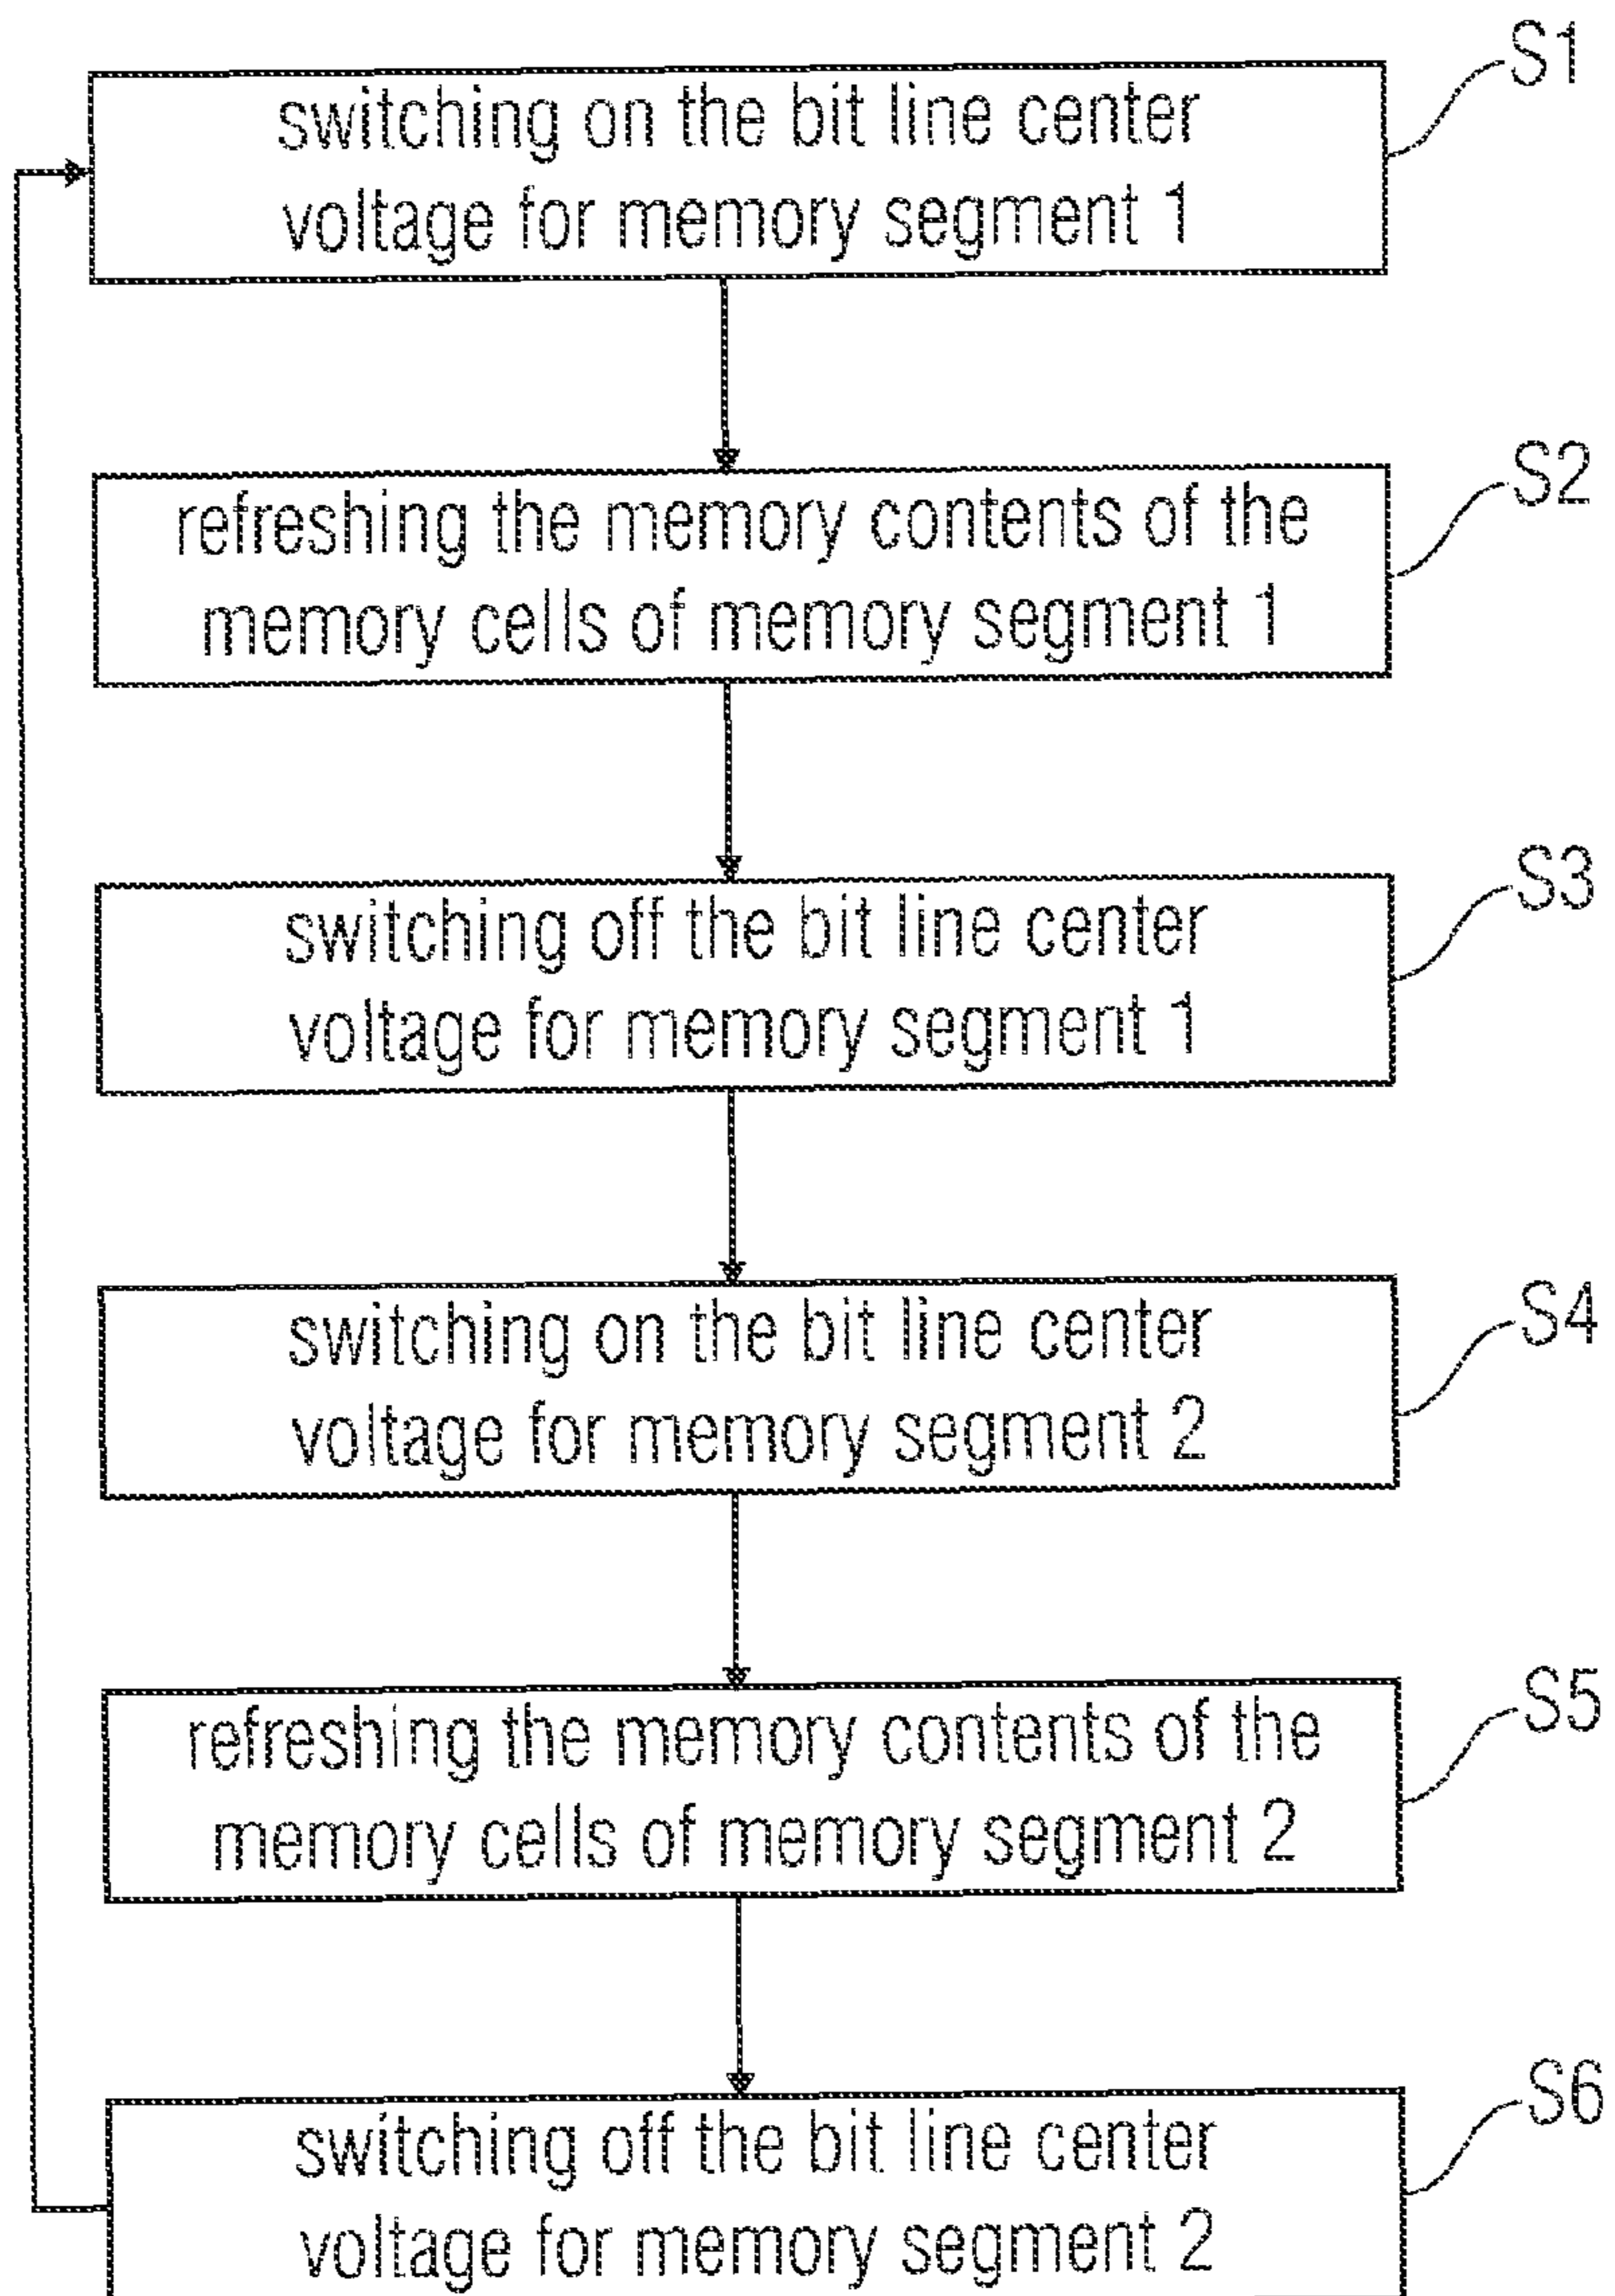 S1
switching on the bit line center
voltage for memory segment 1
S2
refreshing the memory contents of the
memory cells of memory segment 1
S3
switching off the bit line center
voltage for memory segment 1
S4
switching on the bit line center
voltage for memory segment 2
S5
refreshing the memory contents of the
memory cells of memory segment 2
S6
switching off the bit line center
voltage for memory segment 2